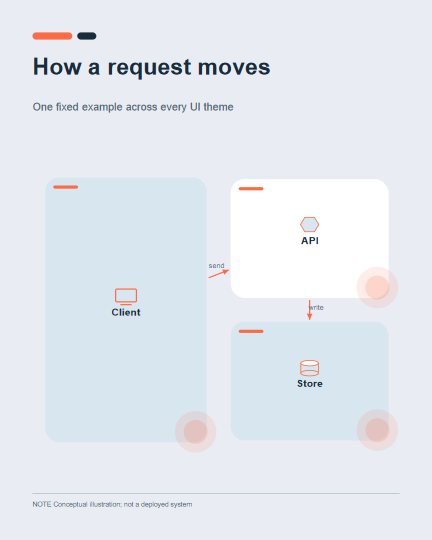 How a request moves
One fixed example across every UI theme
Client
send
API
write
Store
NOTE Conceptual illustration; not a deployed system